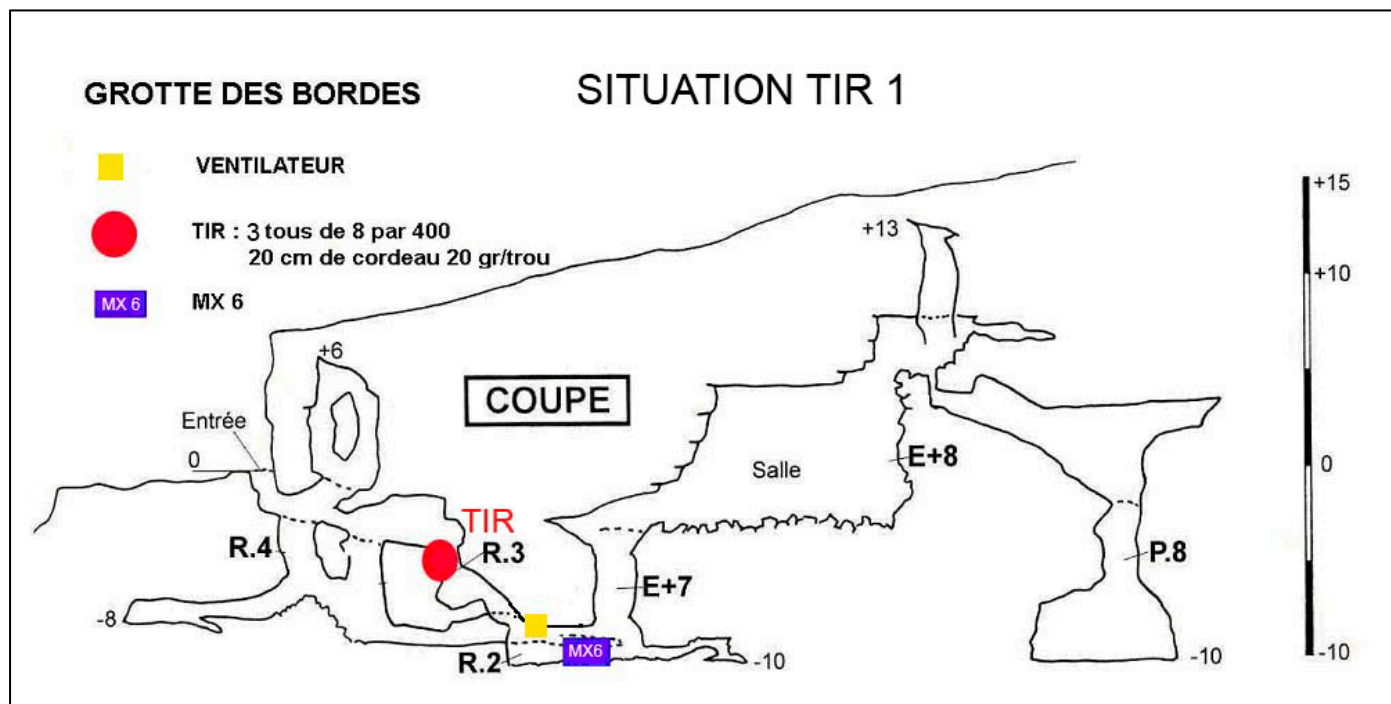 GROTTE DES BORDES
SITUATION TIR 1
VENTILATEUR
TIR : 3 tous de 8 par 400
20 cm de cordeau 20 gr/trou
MX 6
MX 6
+15
+13
+10
+6
COUPE
Entrée
0
Salle
E+8
0
TIR
R.4
R.3
E+7
P.8
-8
R.2
MX6
-10
-10
-10